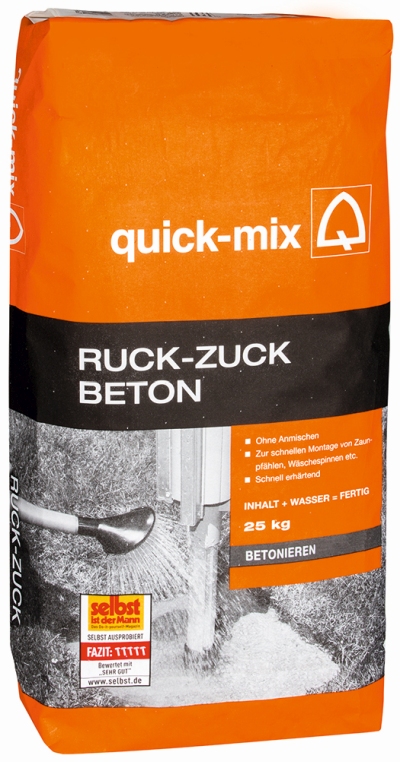 quick-mix
quick-mix
RUCK-ZUCK
BETON
Ohne Anmischen
Zur schnellen Montage von Zaun-
pfählen, Wäschespinnen etc.
Schnell erhärtend
INHALT + WASSER = FERTIG
25 kg
BETONIEREN
RUCK-ZUCK
selbst
ist der Mann
SELBST AUSPROBIERT
FAZIT: TTTTT
Bewertet mit
„SEHR GUT"
www.selbst.de